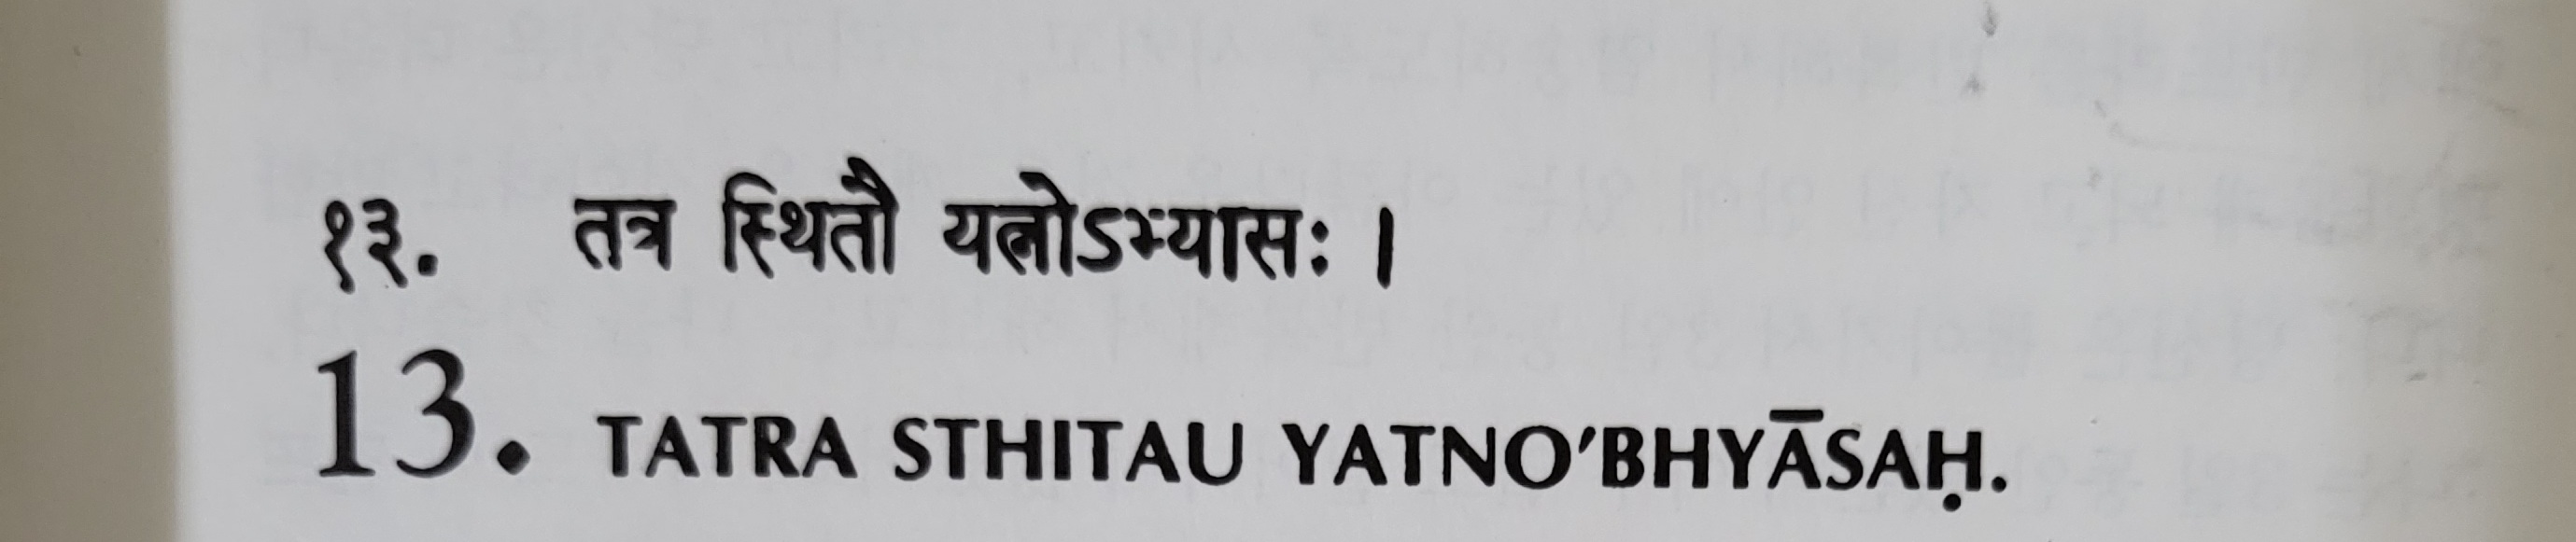 १३. तत्र स्थितौ यत्नोऽभ्यासः ।
13. TATRA STHITAU YATNO’BHYĀSAḤ.